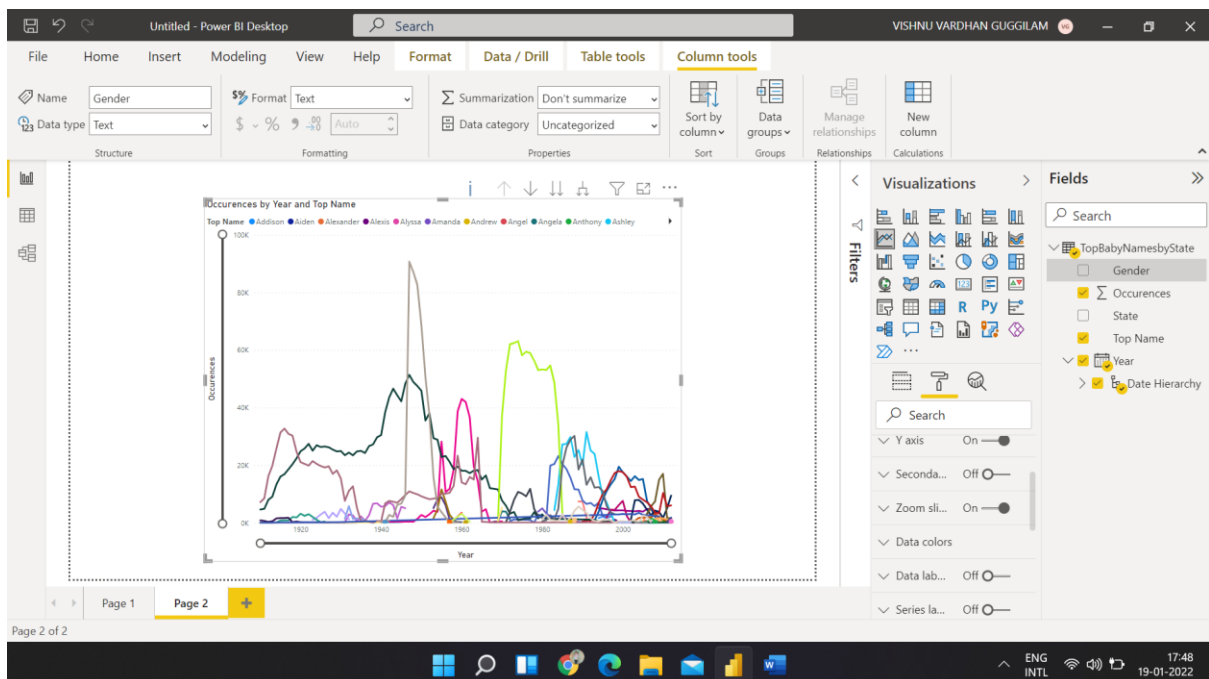 Untitled - Power BI Desktop
Search
VISHNU VARDHAN GUGGILAM
VG
File Home Insert Modeling View Help Format Data / Drill Table tools Column tools
Name Gender
$% Format Text
Σ Summarization Don't summarize
Sort by column
Data groups
Manage relationships
New column
123 Data type Text
$ % 9 .00 Auto
Data category Uncategorized
Structure Formatting Properties Sort Groups Relationships Calculations
Occurences by Year and Top Name
Top Name Addison Aiden Alexander Alexis Alyssa Amanda Andrew Angel Angela Anthony Ashley
100K
80K
60K
40K
20K
0K
Occurences
1920 1940 1960 1980 2000
Year
Filters
Visualizations
123
R Py
Search
Y axis On
Seconda... Off
Zoom sli... On
Data colors
Data lab... Off
Series la... Off
Fields
Search
TopBabyNamesbyState
Gender
Σ Occurences
State
Top Name
Year
Date Hierarchy
Page 1 Page 2 +
Page 2 of 2
ENG
INTL
17:48
19-01-2022